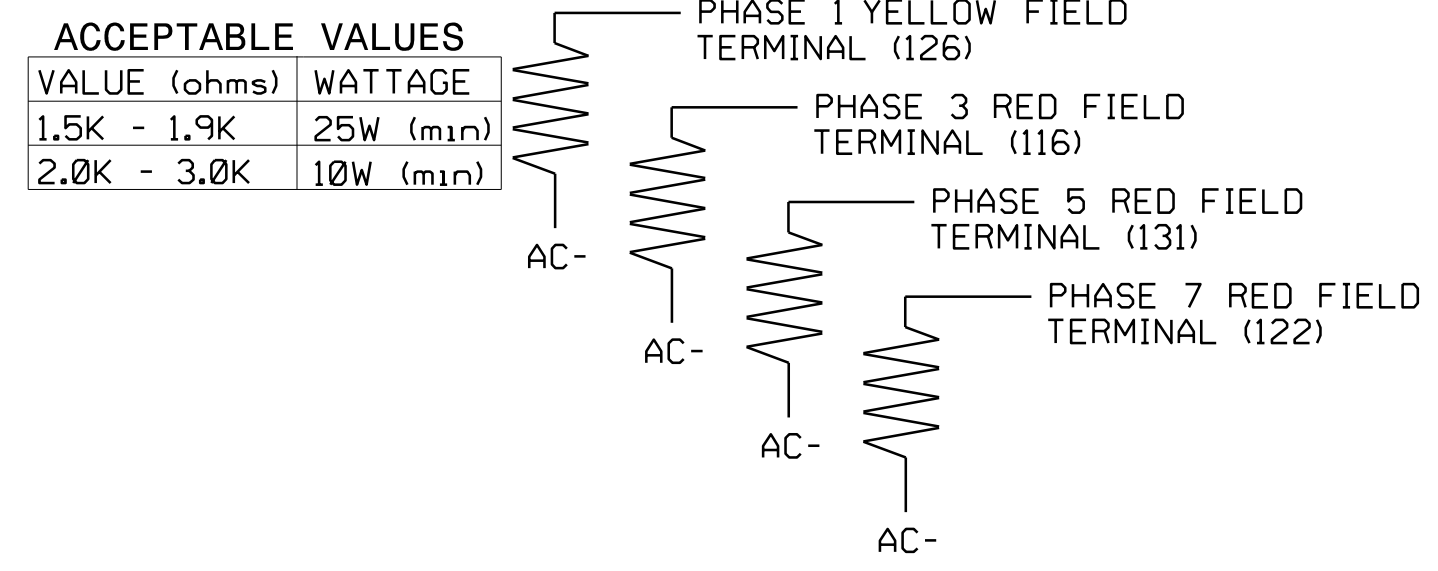 ACCEPTABLE VALUES
VALUE (ohms) WATTAGE
1.5K - 1.9K 25W (min)
2.0K - 3.0K 10W (min)
PHASE 1 YELLOW FIELD
TERMINAL (126)
AC-
PHASE 3 RED FIELD
TERMINAL (116)
AC-
PHASE 5 RED FIELD
TERMINAL (131)
AC-
PHASE 7 RED FIELD
TERMINAL (122)
AC-